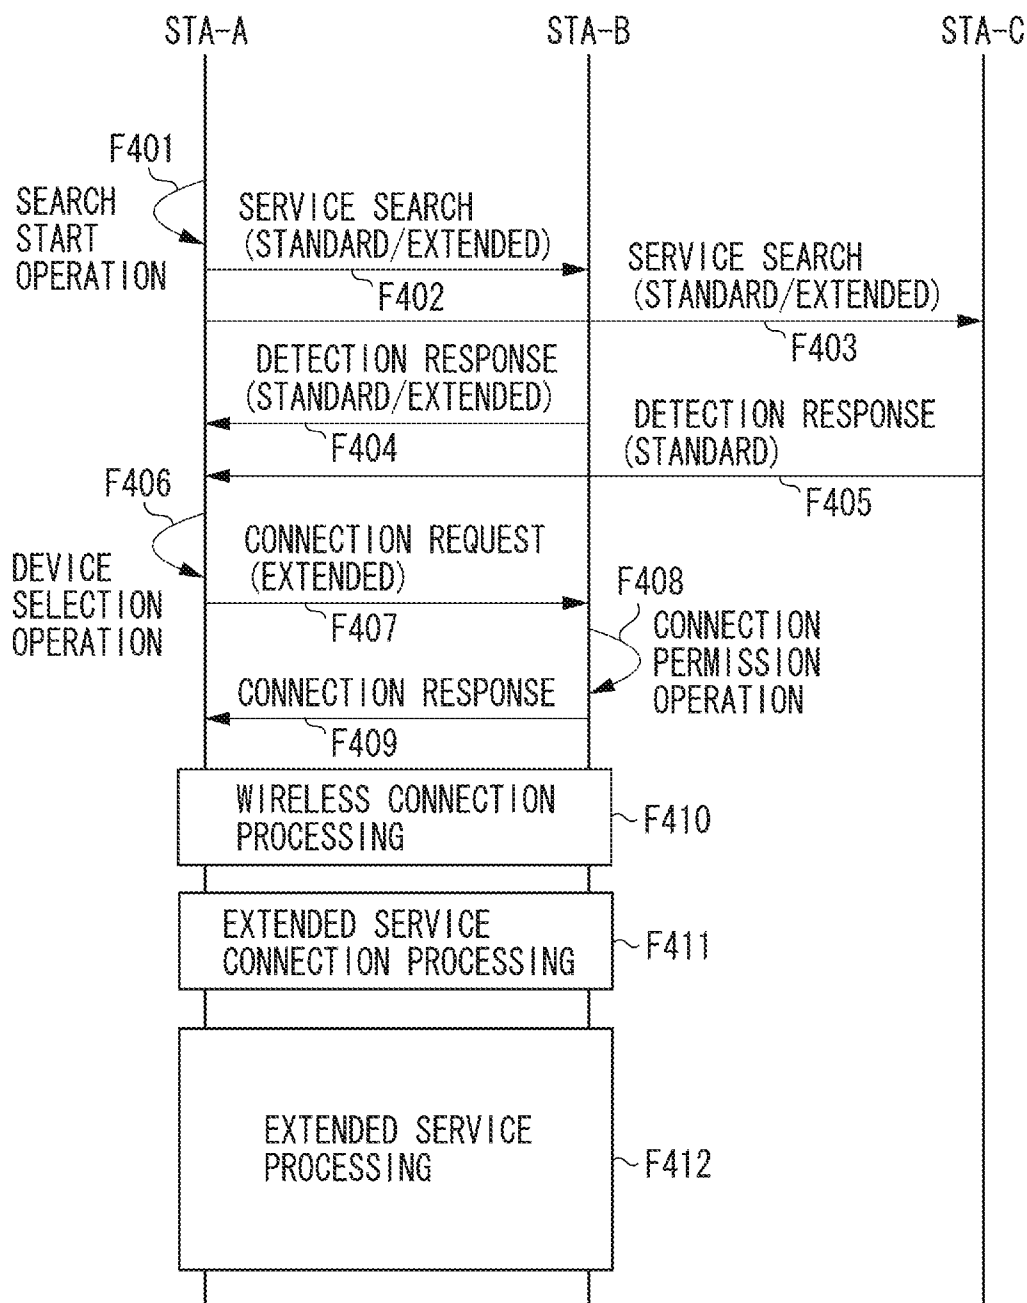 STA-A
STA-B
STA-C
F401
SEARCH
START
OPERATION
SERVICE SEARCH
(STANDARD/EXTENDED)
F402
SERVICE SEARCH
(STANDARD/EXTENDED)
F403
DETECTION RESPONSE
(STANDARD/EXTENDED)
F404
DETECTION RESPONSE
(STANDARD)
F405
F406
DEVICE
SELECTION
OPERATION
CONNECTION REQUEST
(EXTENDED)
F407
F408
CONNECTION
PERMISSION
OPERATION
CONNECTION RESPONSE
F409
WIRELESS CONNECTION
PROCESSING
F410
EXTENDED SERVICE
CONNECTION PROCESSING
F411
EXTENDED SERVICE
PROCESSING
F412